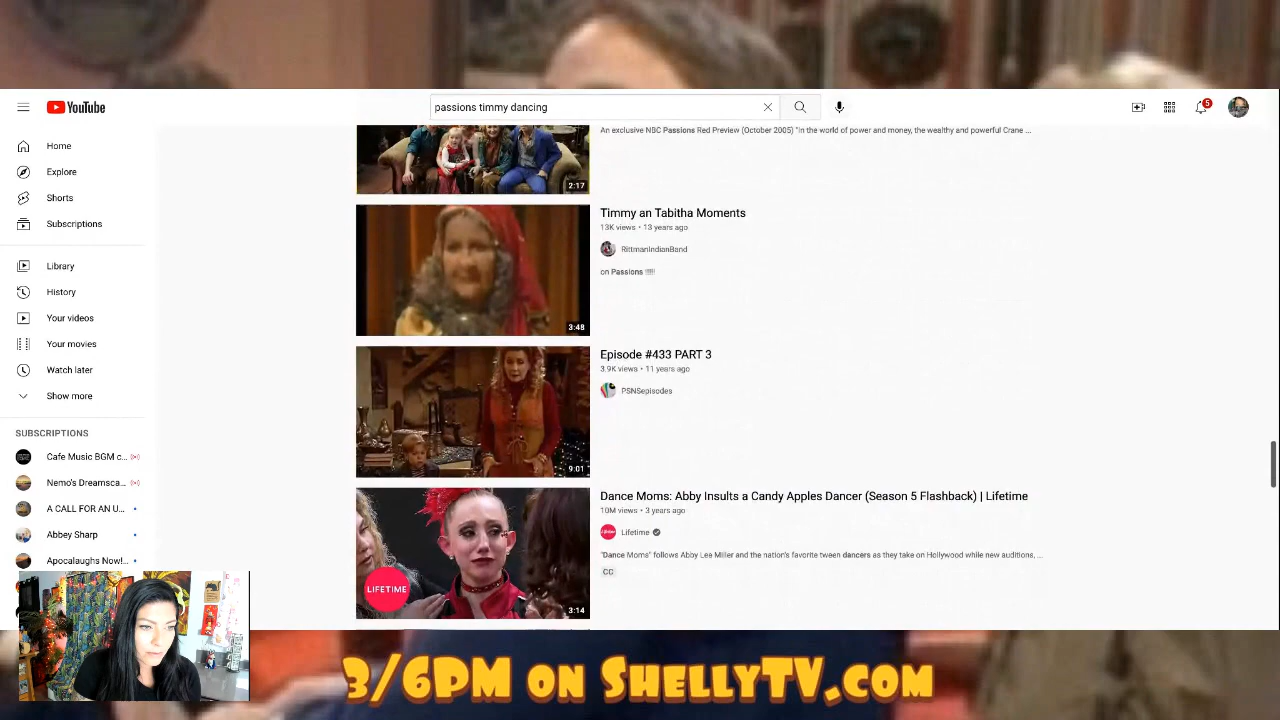 YouTube
passions timmy dancing
5
Home
Explore
Shorts
Subscriptions
Library
History
Your videos
Your movies
Watch later
Show more
SUBSCRIPTIONS
Cafe Music BGM c...
Nemo's Dreamsca...
A CALL FOR AN U...
Abbey Sharp
Apocalaughs Now!...
An exclusive NBC Passions Red Preview (October 2005) "In the world of power and money, the wealthy and powerful Crane ...
2:17
Timmy an Tabitha Moments
13K views • 13 years ago
RittmanIndianBand
on Passions !!!!!
3:48
Episode #433 PART 3
3.9K views • 11 years ago
PSNSepisodes
9:01
Dance Moms: Abby Insults a Candy Apples Dancer (Season 5 Flashback) | Lifetime
10M views • 3 years ago
Lifetime
"Dance Moms" follows Abby Lee Miller and the nation's favorite tween dancers as they take on Hollywood while new auditions, ...
CC
LIFETIME
3:14
3/6PM ON SHELLYTV.COM